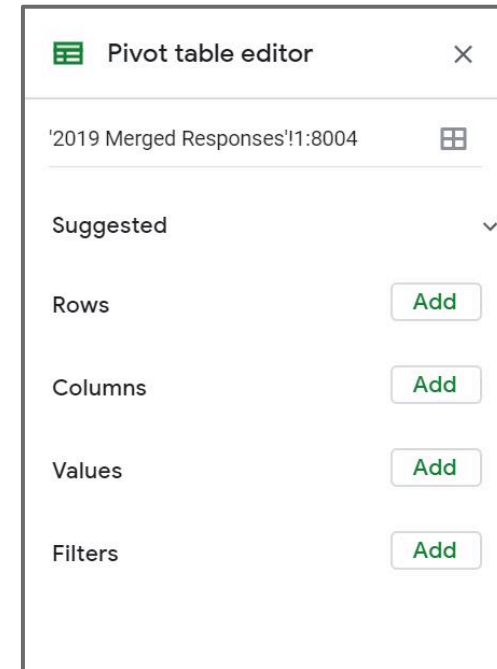 Pivot table editor
'2019 Merged Responses'!1:8004
Suggested
Rows Add
Columns Add
Values Add
Filters Add